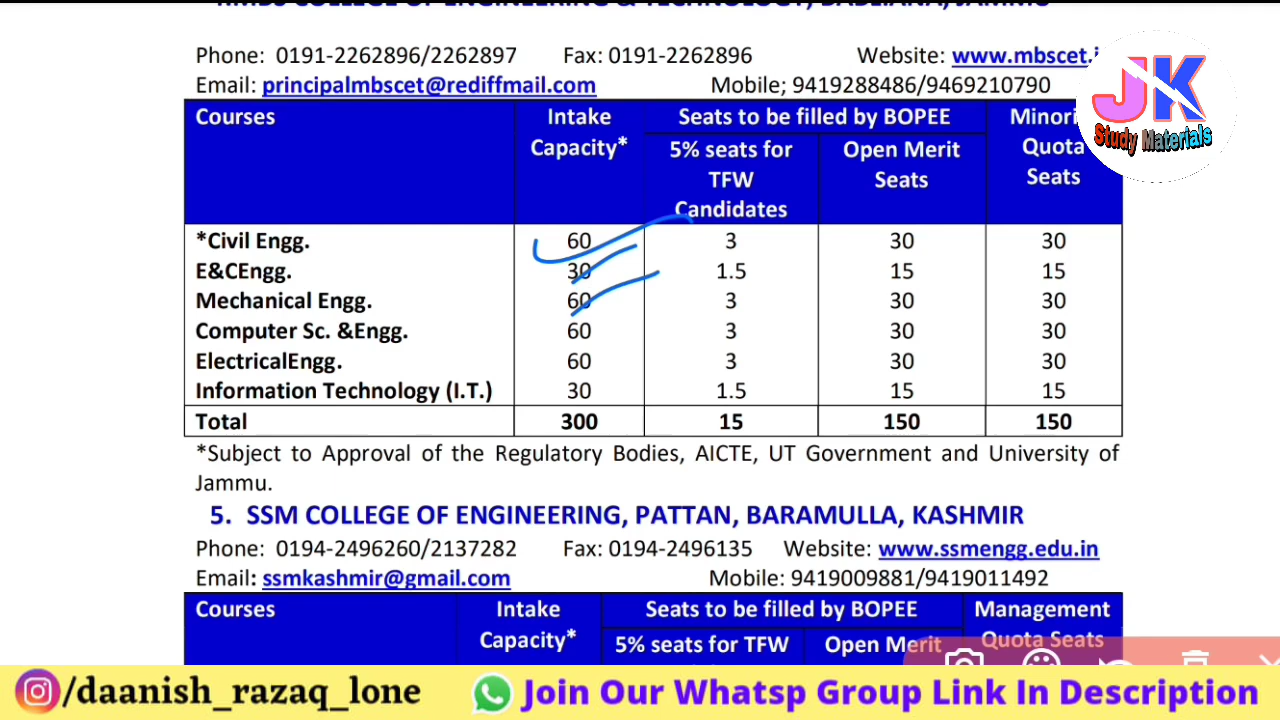 COLLEGE OF ENGINEERING & TECHNOLOGY, JAMMU
Phone: 0191-2262896/2262897 Fax: 0191-2262896 Website: www.mbscet.i
Email: principalmbscet@rediffmail.com Mobile; 9419288486/9469210790
JK
Study Materials
Courses Intake Capacity* Seats to be filled by BOPEE Minori Quota Seats
5% seats for TFW Candidates Open Merit Seats
*Civil Engg. 60 3 30 30
E&CEngg. 30 1.5 15 15
Mechanical Engg. 60 3 30 30
Computer Sc. &Engg. 60 3 30 30
ElectricalEngg. 60 3 30 30
Information Technology (I.T.) 30 1.5 15 15
Total 300 15 150 150
*Subject to Approval of the Regulatory Bodies, AICTE, UT Government and University of
Jammu.
5. SSM COLLEGE OF ENGINEERING, PATTAN, BARAMULLA, KASHMIR
Phone: 0194-2496260/2137282 Fax: 0194-2496135 Website: www.ssmengg.edu.in
Email: ssmkashmir@gmail.com Mobile: 9419009881/9419011492
Courses Intake Capacity* Seats to be filled by BOPEE Management Quota Seats
5% seats for TFW Open Merit
/daanish_razaq_lone Join Our Whatsp Group Link In Description